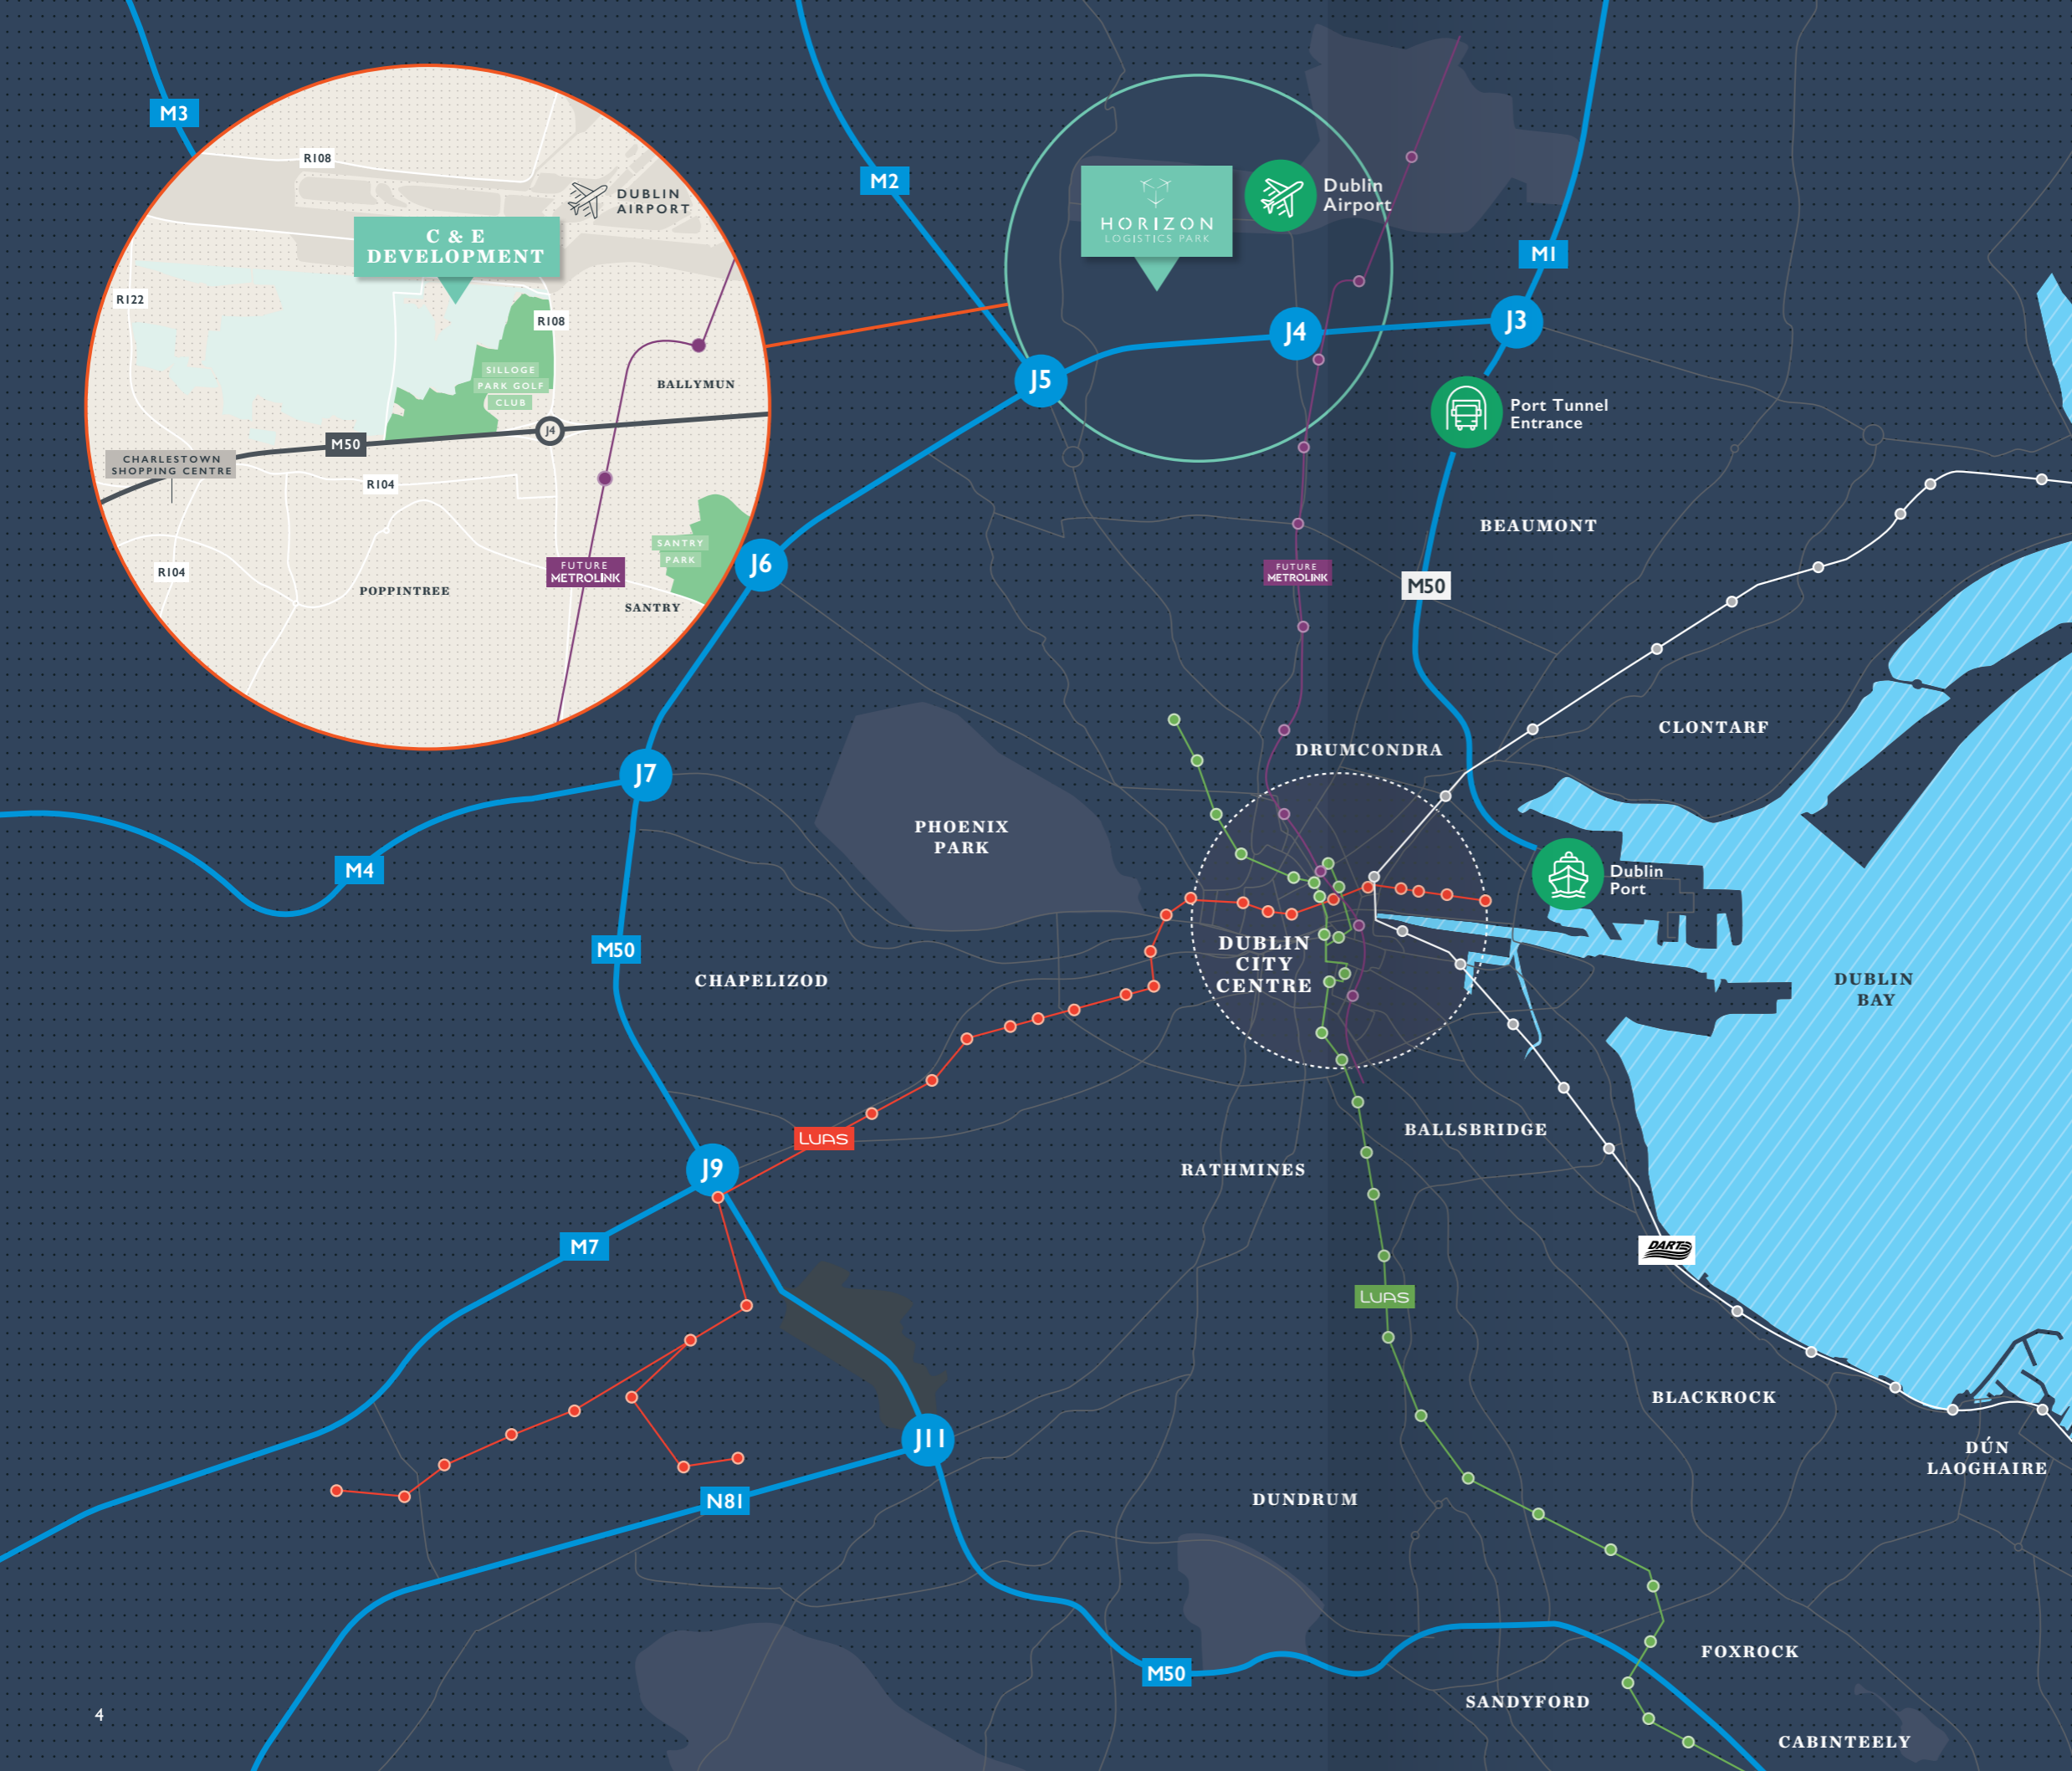 M3
R108
DUBLIN
AIRPORT
C & E
DEVELOPMENT
R122
R108
SILLOGE
PARK GOLF
CLUB
BALLYMUN
J4
M50
CHARLESTOWN
SHOPPING CENTRE
R104
SANTRY
PARK
R104
FUTURE
METROLINK
POPPINTREE
SANTRY
M2
HORIZON
LOGISTICS PARK
Dublin
Airport
M1
J3
J4
J5
Port Tunnel
Entrance
BEAUMONT
J6
FUTURE
METROLINK
M50
CLONTARF
DRUMCONDRA
J7
PHOENIX
PARK
M4
Dublin
Port
M50
DUBLIN
CITY
CENTRE
CHAPELIZOD
DUBLIN
BAY
LUAS
BALLSBRIDGE
J9
RATHMINES
M7
DART
LUAS
BLACKROCK
J11
DÚN
LAOGHAIRE
N81
DUNDRUM
FOXROCK
M50
SANDYFORD
4
CABINTEELY